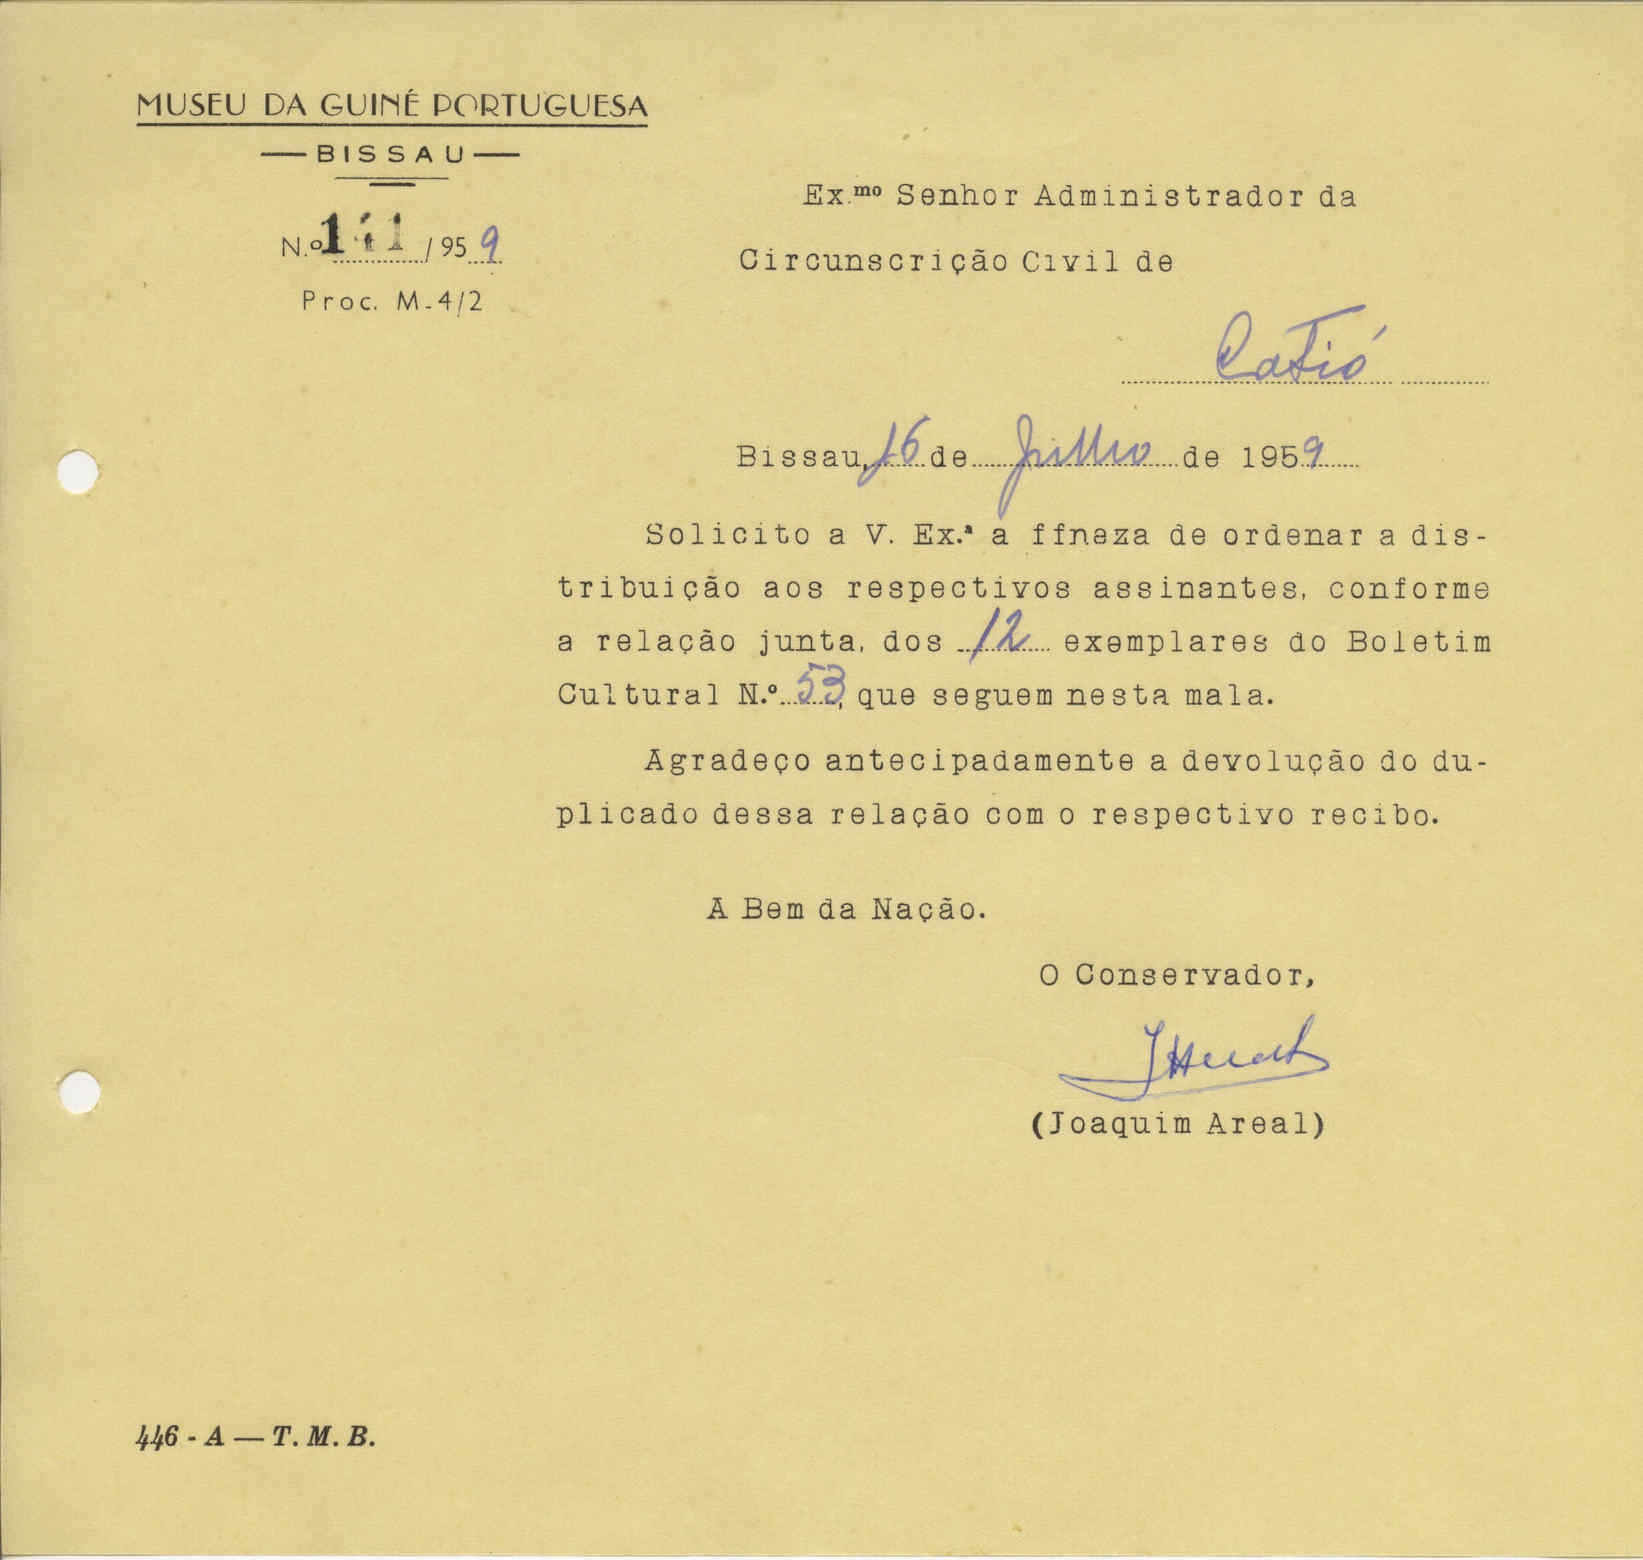 MUSEU DA GUINÉ PORTUGUESA
— BISSAU —
N.º /959
Proc. M-4/2
Ex.mo Senhor Administrador da
Circunscrição Civil de
Catió
Bissau, 16 de Julho de 1959
Solicito a V. Ex.ª a ffneza de ordenar a dis-
tribuição aos respectivos assinantes, conforme
a relação junta, dos 12 exemplares do Boletim
Cultural N.º 53, que seguem nesta mala.
Agradeço antecipadamente a devolução do du-
plicado dessa relação com o respectivo recibo.
A Bem da Nação.
O Conservador,
(Joaquim Areal)
446 - A — T. M. B.